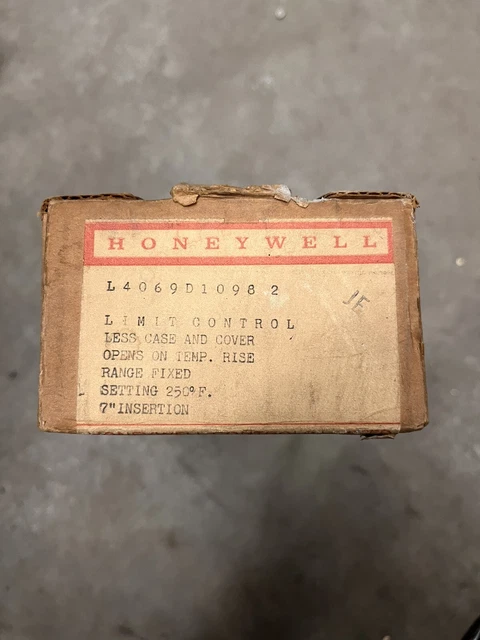 HONEYWELL
L4069D1098 2
JE
LIMIT CONTROL
LESS CASE AND COVER
OPENS ON TEMP. RISE
RANGE FIXED
SETTING 250°F.
7"INSERTION